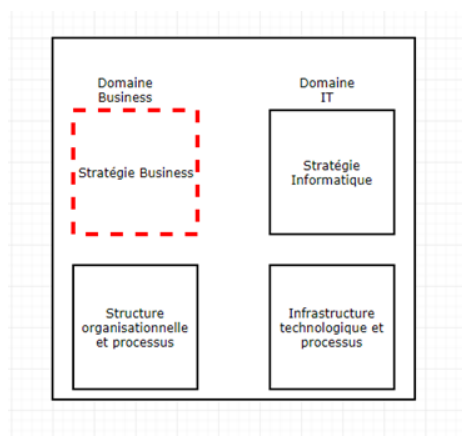 Domaine
Business
Domaine
IT
Stratégie Business
Stratégie
Informatique
Structure
organisationnelle
et processus
Infrastructure
technologique et
processus